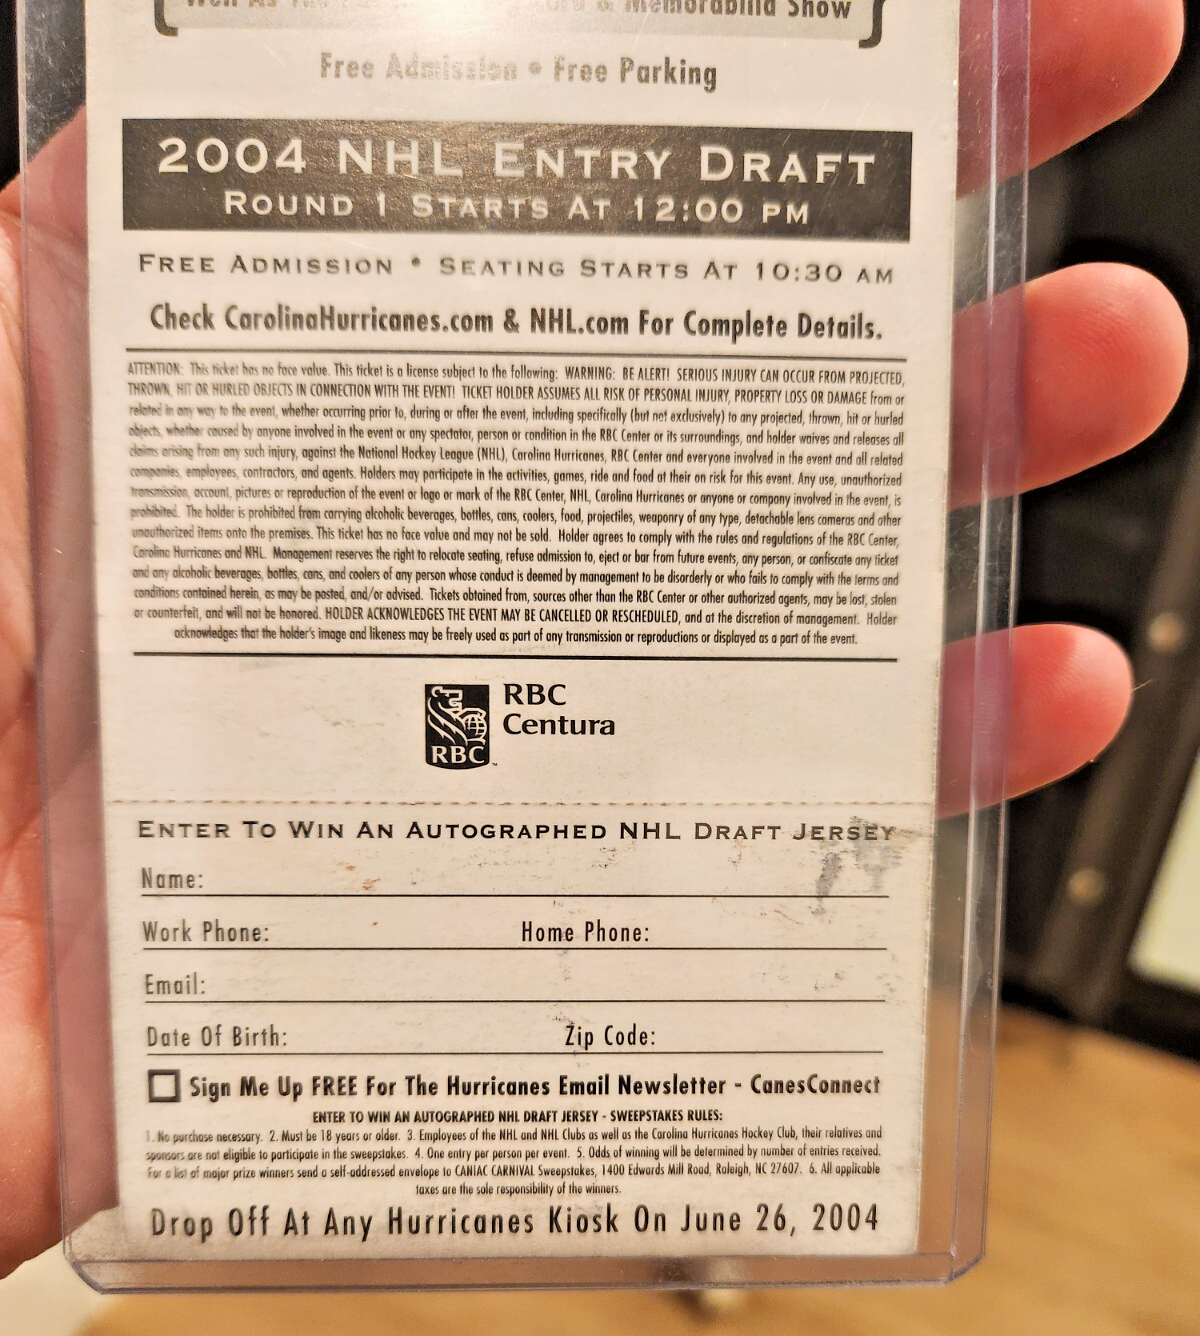 & Memorabilia Show
Free Admission • Free Parking
2004 NHL ENTRY DRAFT
ROUND 1 STARTS AT 12:00 PM
FREE ADMISSION • SEATING STARTS AT 10:30 AM
Check CarolinaHurricanes.com & NHL.com For Complete Details.
ATTENTION: This ticket has no face value. This ticket is a license subject to the following: WARNING: BE ALERT! SERIOUS INJURY CAN OCCUR FROM PROJECTED,
THROWN, HIT OR HURLED OBJECTS IN CONNECTION WITH THE EVENT! TICKET HOLDER ASSUMES ALL RISK OF PERSONAL INJURY, PROPERTY LOSS OR DAMAGE from or
related in any way to the event, whether occurring prior to, during or after the event, including specifically (but not exclusively) to any projected, thrown, hit or hurled
objects, whether caused by anyone involved in the event or any spectator, person or condition in the RBC Center or its surroundings, and holder waives and releases all
claims arising from any such injury, against the National Hockey League (NHL), Carolina Hurricanes, RBC Center and everyone involved in the event and all related
companies, employees, contractors, and agents. Holders may participate in the activities, games, ride and food at their on risk for this event. Any use, unauthorized
transmission, account, pictures or reproduction of the event or logo or mark of the RBC Center, NHL, Carolina Hurricanes or anyone or company involved in the event, is
prohibited. The holder is prohibited from carrying alcoholic beverages, bottles, cans, coolers, food, projectiles, weaponry of any type, detachable lens cameras and other
unauthorized items onto the premises. This ticket has no face value and may not be sold. Holder agrees to comply with the rules and regulations of the RBC Center,
Carolina Hurricanes and NHL. Management reserves the right to relocate seating, refuse admission to, eject or bar from future events, any person, or confiscate any ticket
and any alcoholic beverages, bottles, cans, and coolers of any person whose conduct is deemed by management to be disorderly or who fails to comply with the terms and
conditions contained herein, as may be posted, and/or advised. Tickets obtained from, sources other than the RBC Center or other authorized agents, may be lost, stolen
or counterfeit, and will not be honored. HOLDER ACKNOWLEDGES THE EVENT MAY BE CANCELLED OR RESCHEDULED, and at the discretion of management. Holder
acknowledges that the holder's image and likeness may be freely used as part of any transmission or reproductions or displayed as a part of the event.
RBC
Centura
RBC™
ENTER TO WIN AN AUTOGRAPHED NHL DRAFT JERSEY
Name:
Work Phone: Home Phone:
Email:
Date Of Birth: Zip Code:
Sign Me Up FREE For The Hurricanes Email Newsletter - CanesConnect
ENTER TO WIN AN AUTOGRAPHED NHL DRAFT JERSEY - SWEEPSTAKES RULES:
1. No purchase necessary. 2. Must be 18 years or older. 3. Employees of the NHL and NHL Clubs as well as the Carolina Hurricanes Hockey Club, their relatives and
sponsors are not eligible to participate in the sweepstakes. 4. One entry per person per event. 5. Odds of winning will be determined by number of entries received.
For a list of major prize winners send a self-addressed envelope to CANIAC CARNIVAL Sweepstakes, 1400 Edwards Mill Road, Raleigh, NC 27607. 6. All applicable
taxes are the sole responsibility of the winners.
Drop Off At Any Hurricanes Kiosk On June 26, 2004